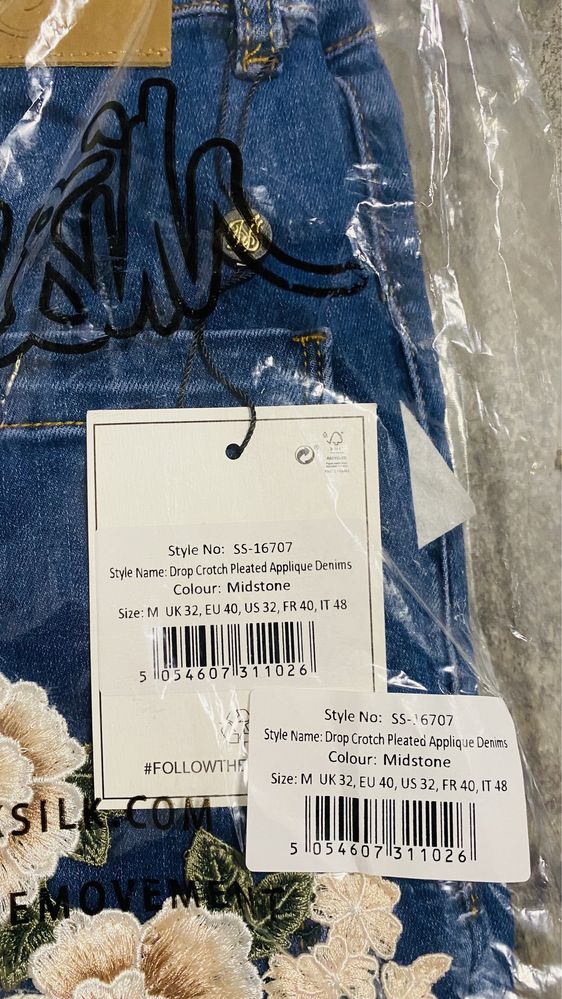 Style No: SS-16707
Style Name: Drop Crotch Pleated Applique Denims
Colour: Midstone
Size: M UK 32, EU 40, US 32, FR 40, IT 48
5 054607 311026
#FOLLOWTHE
Style No: SS-16707
Style Name: Drop Crotch Pleated Applique Denims
Colour: Midstone
Size: M UK 32, EU 40, US 32, FR 40, IT 48
5 054607 311026
KSILK.COM
EMOVEMENT